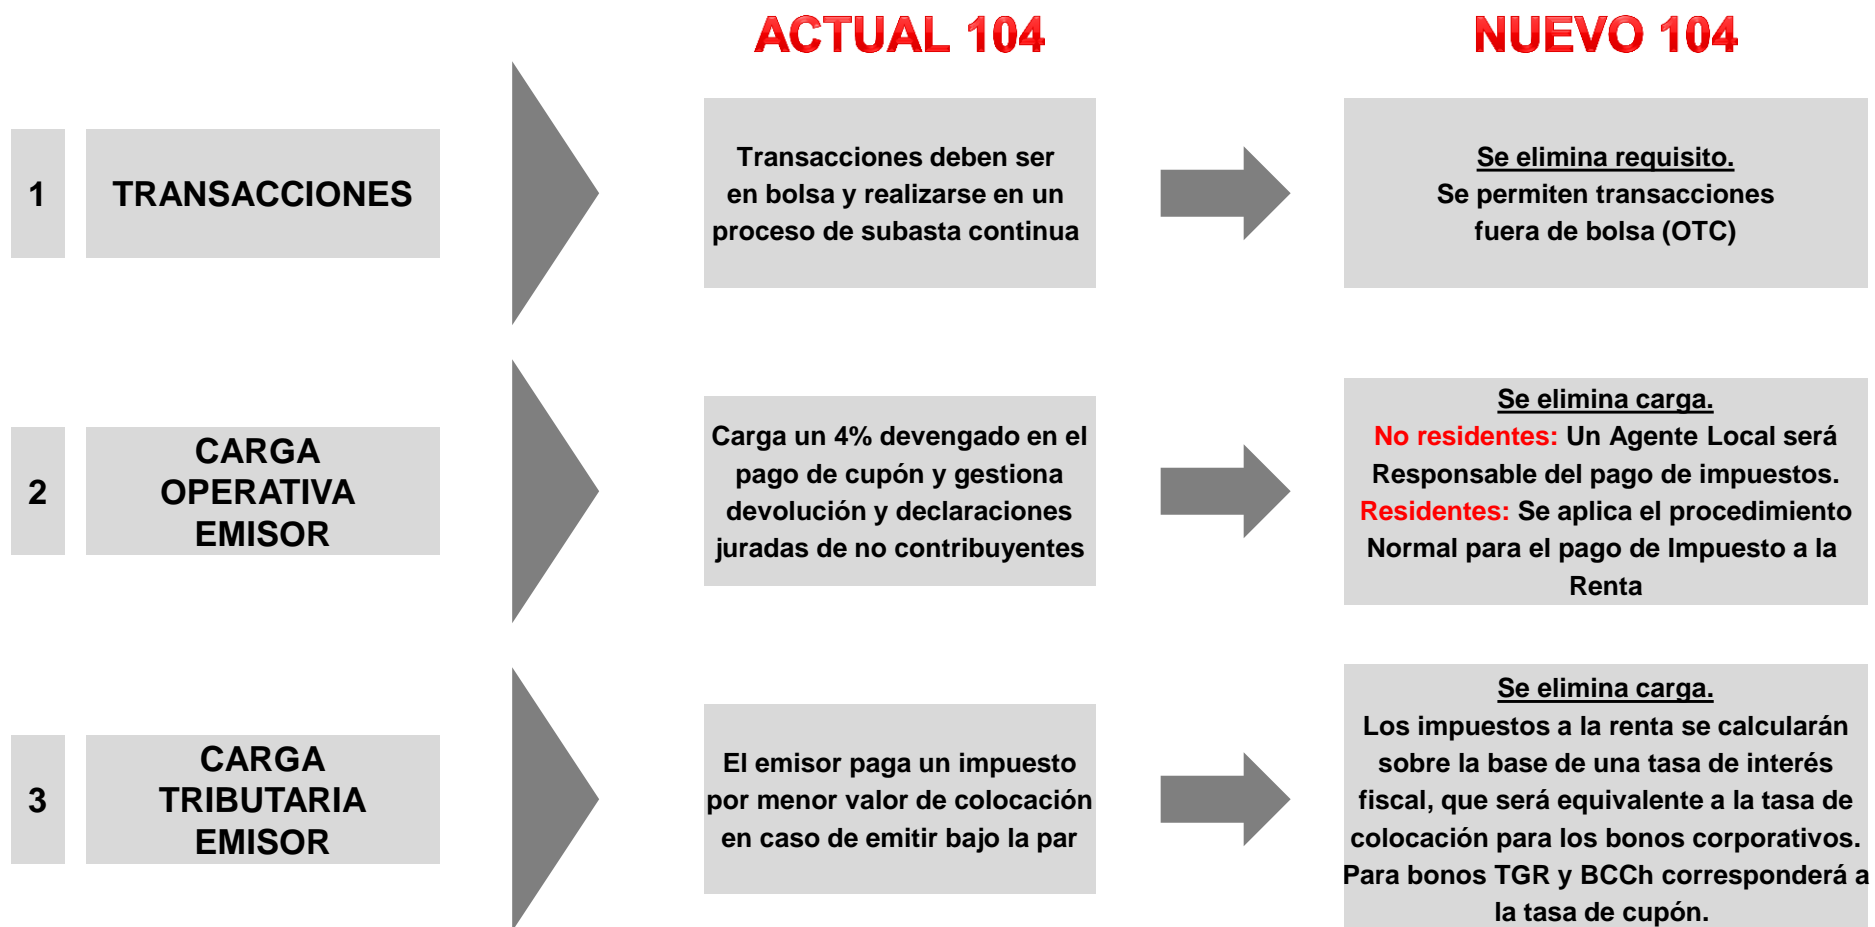 ACTUAL 104
NUEVO 104
1
TRANSACCIONES
Transacciones deben ser
en bolsa y realizarse en un
proceso de subasta continua
Se elimina requisito.
Se permiten transacciones
fuera de bolsa (OTC)
2
CARGA
OPERATIVA
EMISOR
Carga un 4% devengado en el
pago de cupón y gestiona
devolución y declaraciones
juradas de no contribuyentes
Se elimina carga.
No residentes: Un Agente Local será
Responsable del pago de impuestos.
Residentes: Se aplica el procedimiento
Normal para el pago de Impuesto a la
Renta
3
CARGA
TRIBUTARIA
EMISOR
El emisor paga un impuesto
por menor valor de colocación
en caso de emitir bajo la par
Se elimina carga.
Los impuestos a la renta se calcularán
sobre la base de una tasa de interés
fiscal, que será equivalente a la tasa de
colocación para los bonos corporativos.
Para bonos TGR y BCCh corresponderá a
la tasa de cupón.